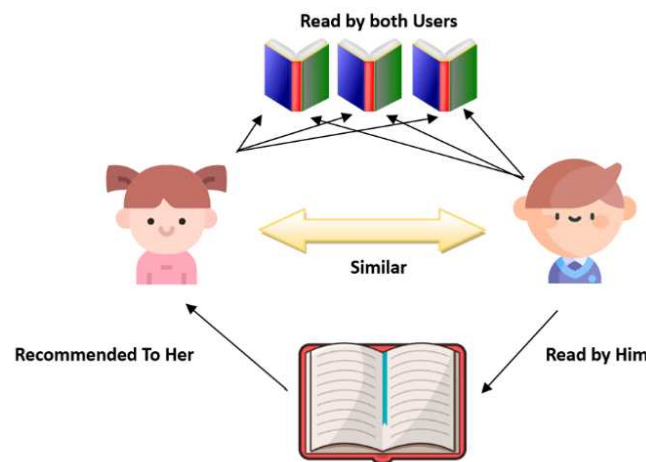 Read by both Users
Similar
Recommended To Her
Read by Him